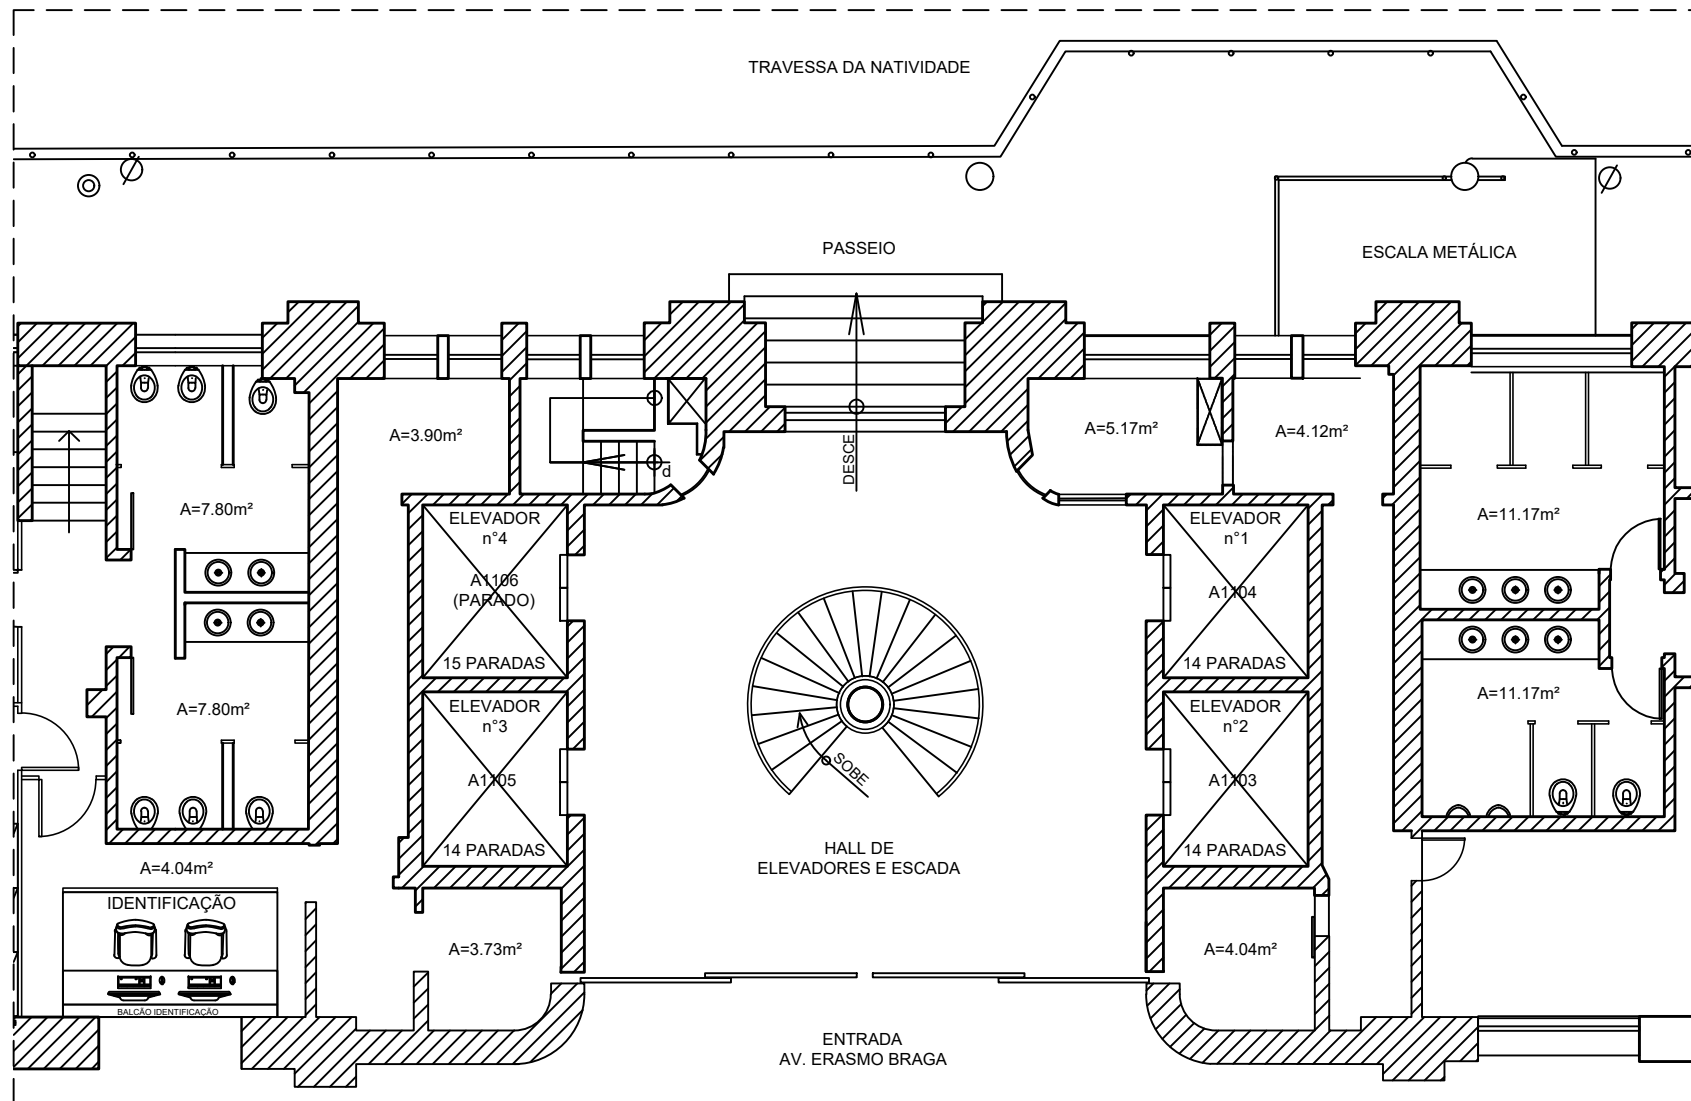 TRAVESSA DA NATIVIDADE
PASSEIO
ESCALA METÁLICA
A=3.90m²
A=5.17m²
A=4.12m²
DESCE
d
A=7.80m²
A=11.17m²
ELEVADOR
n°4
A1106
(PARADO)
15 PARADAS
ELEVADOR
n°1
A1104
14 PARADAS
A=7.80m²
A=11.17m²
ELEVADOR
n°3
A1105
14 PARADAS
ELEVADOR
n°2
A1103
14 PARADAS
SOBE
HALL DE
ELEVADORES E ESCADA
A=4.04m²
IDENTIFICAÇÃO
BALCÃO IDENTIFICAÇÃO
A=3.73m²
A=4.04m²
ENTRADA
AV. ERASMO BRAGA